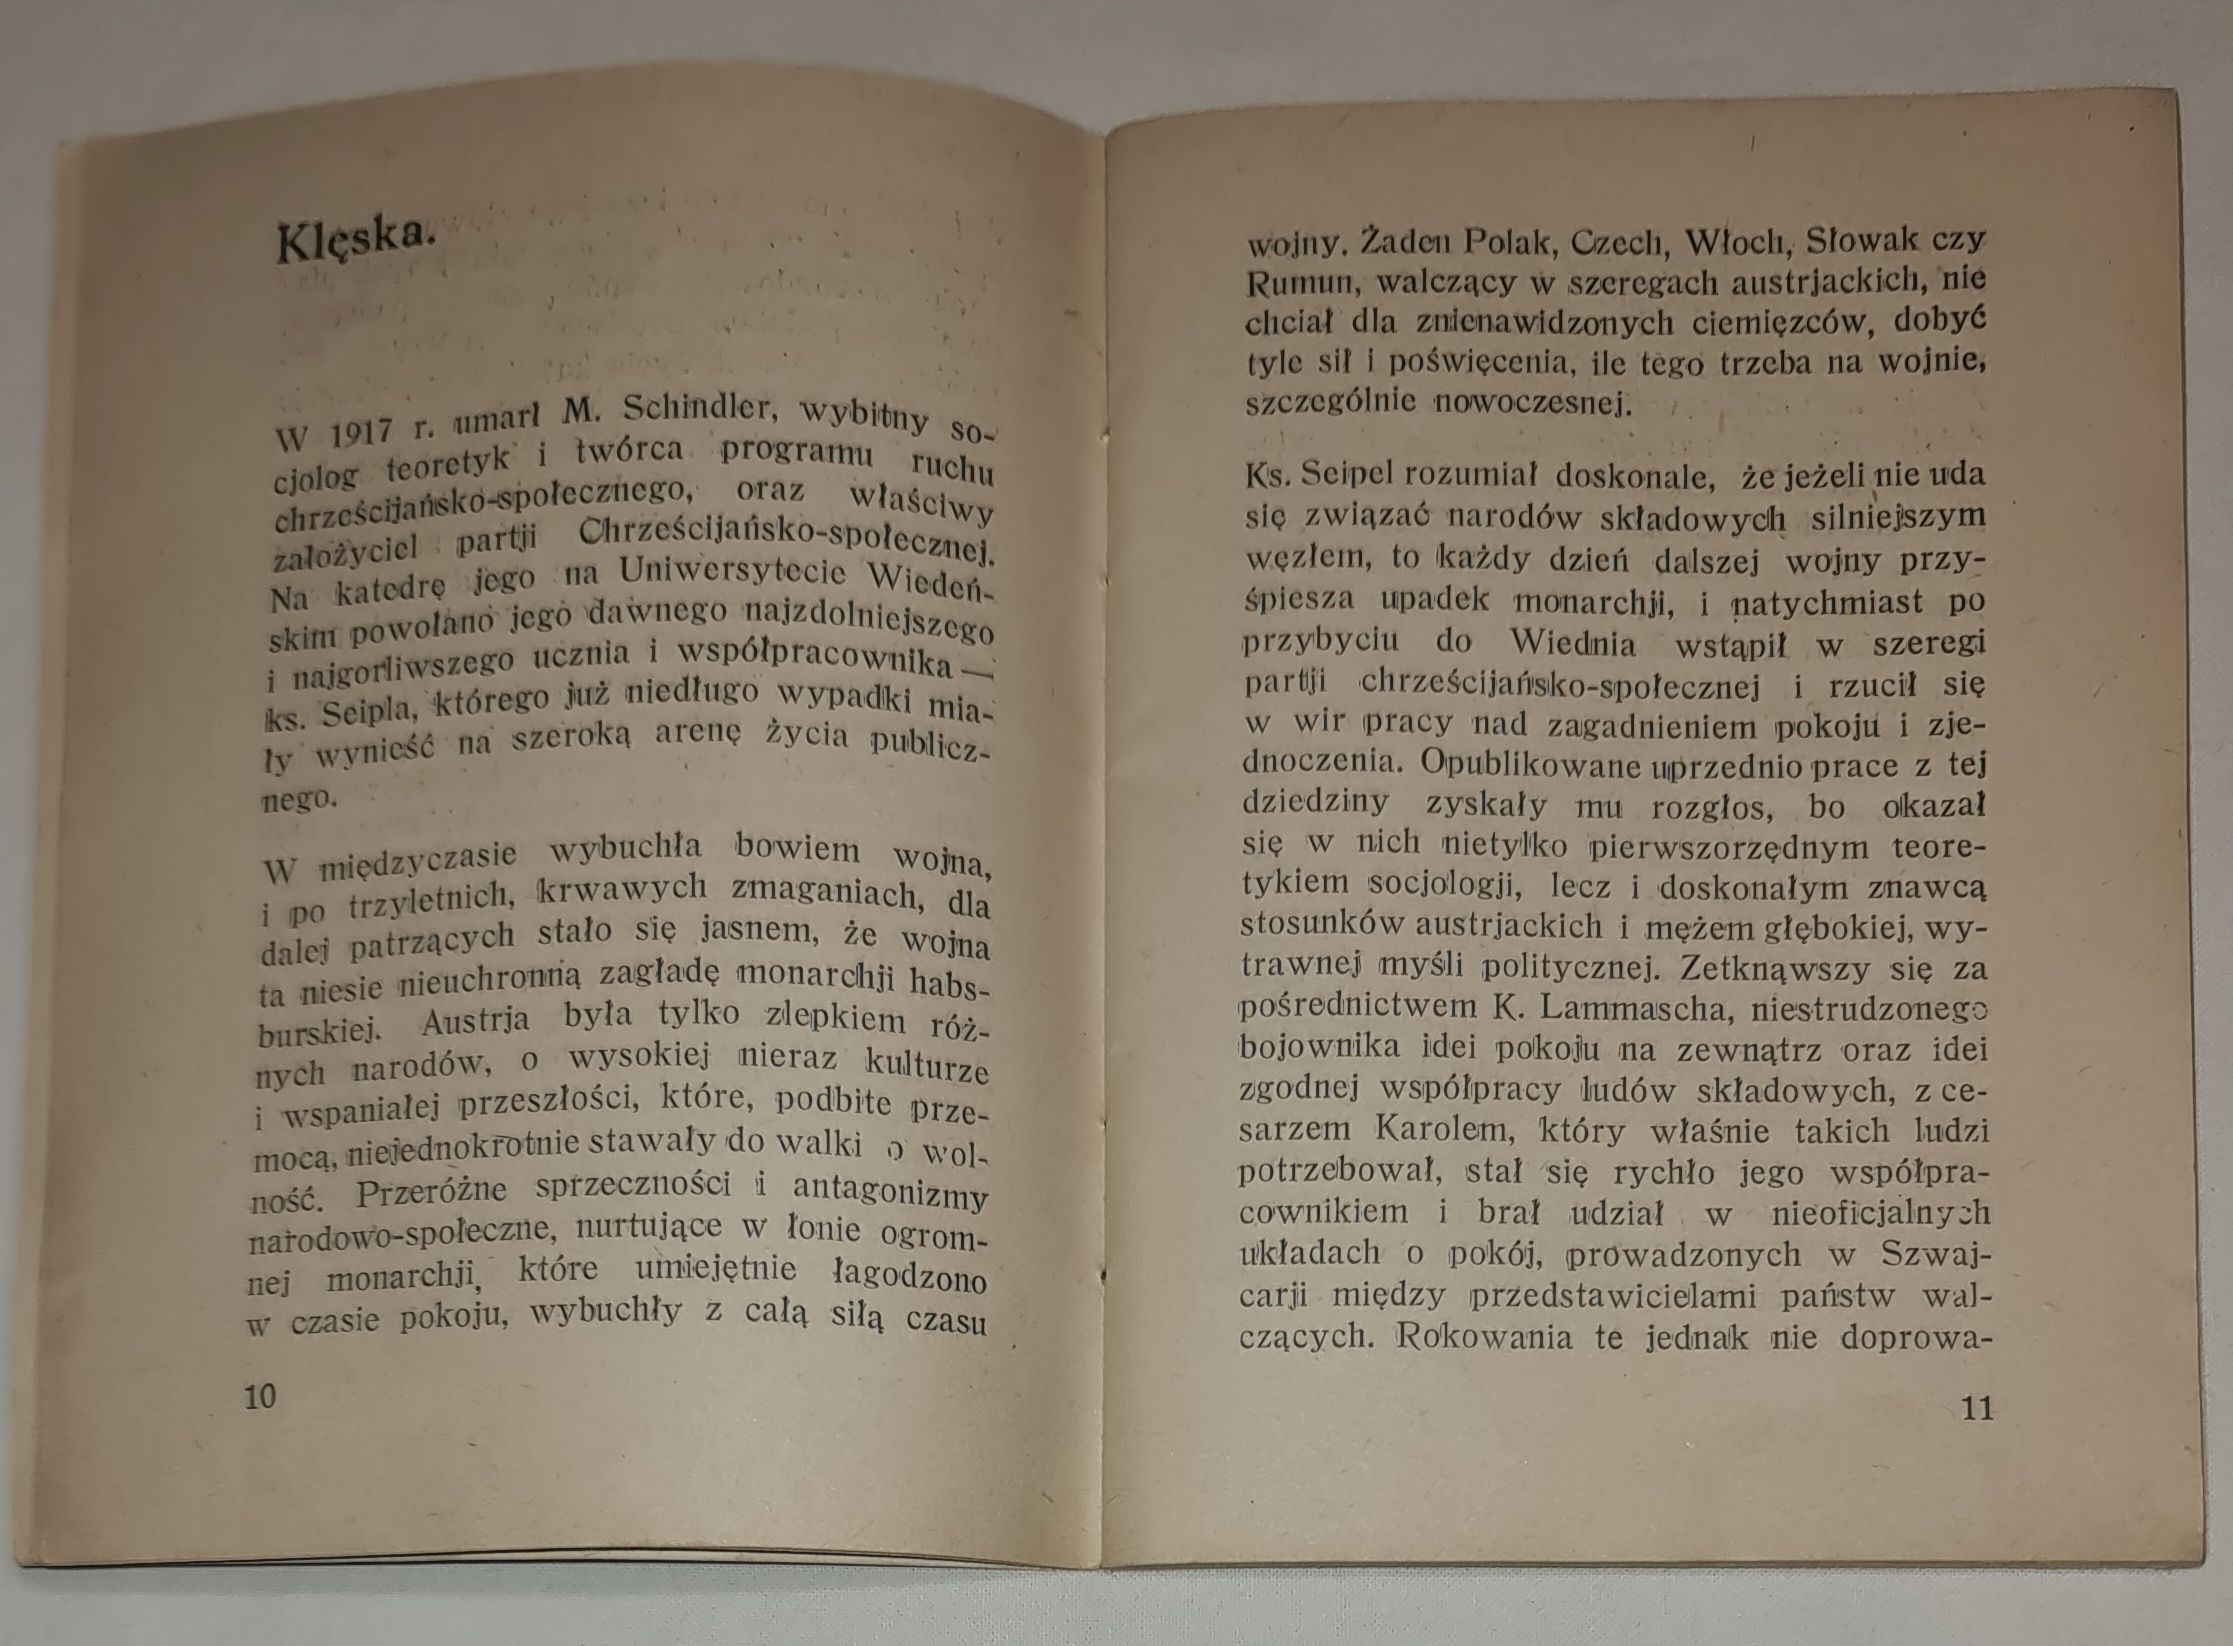 Klęska.
W 1917 r. umarł M. Schindler, wybitny so-
cjolog teoretyk i twórca programu ruchu
chrześcijańsko-społecznego, oraz właściwy
założyciel partji Chrześcijańsko-społecznej.
Na katedrę jego na Uniwersytecie Wiedeń-
skim powołano jego dawnego najzdolniejszego
i najgorliwszego ucznia i współpracownika —
ks. Seipla, którego już niedługo wypadki mia-
ły wynieść na szeroką arenę życia publicz-
nego.
W międzyczasie wybuchła bowiem wojna,
i po trzyletnich, krwawych zmaganiach, dla
dalej patrzących stało się jasnem, że wojna
ta niesie nieuchronną zagładę monarchji habs-
burskiej. Austrja była tylko zlepkiem róż-
nych narodów, o wysokiej nieraz kulturze
i wspaniałej przeszłości, które, podbite prze-
mocą, niejednokrotnie stawały do walki o wol-
ność. Przeróżne sprzeczności i antagonizmy
narodowo-społeczne, nurtujące w łonie ogrom-
nej monarchji, które umiejętnie łagodzono
w czasie pokoju, wybuchły z całą siłą czasu
10
wojny. Żaden Polak, Czech, Włoch, Słowak czy
Rumun, walczący w szeregach austrjackich, nie
chciał dla znienawidzonych ciemięzców, dobyć
tyle sił i poświęcenia, ile tego trzeba na wojnie,
szczególnie nowoczesnej.
Ks. Seipel rozumiał doskonale, że jeżeli nie uda
się związać narodów składowych silniejszym
węzłem, to każdy dzień dalszej wojny przy-
śpiesza upadek monarchji, i natychmiast po
przybyciu do Wiednia wstąpił w szeregi
partji chrześcijańsko-społecznej i rzucił się
w wir pracy nad zagadnieniem pokoju i zje-
dnoczenia. Opublikowane uprzednio prace z tej
dziedziny zyskały mu rozgłos, bo okazał
się w nich nietylko pierwszorzędnym teore-
tykiem socjologji, lecz i doskonałym znawcą
stosunków austrjackich i mężem głębokiej, wy-
trawnej myśli politycznej. Zetknąwszy się za
pośrednictwem K. Lammascha, niestrudzonego
bojownika idei pokoju na zewnątrz oraz idei
zgodnej współpracy ludów składowych, z ce-
sarzem Karolem, który właśnie takich ludzi
potrzebował, stał się rychło jego współpra-
cownikiem i brał udział w nieoficjalnych
układach o pokój, prowadzonych w Szwaj-
carji między przedstawicielami państw wal-
czących. Rokowania te jednak nie doprowa-
11